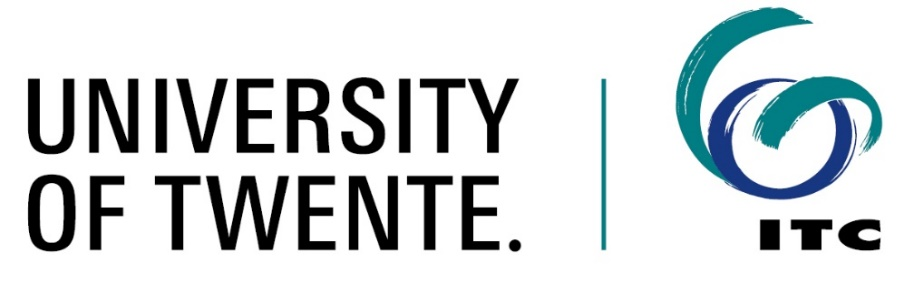 UNIVERSITY
OF TWENTE.
ITC